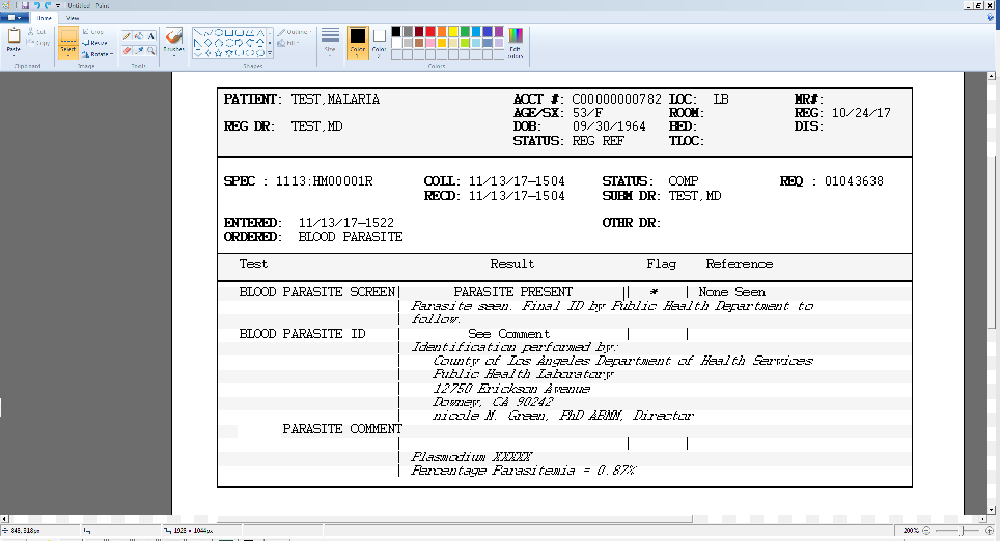 Untitled - Paint
Home View
Paste Cut Copy Select Crop Resize Rotate Brushes Outline Fill Size Color 1 Color 2 Edit colors
Clipboard Image Tools Shapes Colors
PATIENT: TEST,MALARIA ACCT #: C00000000782 LOC: LB MR#:
AGE/SX: 53/F ROOM: REG: 10/24/17
REG DR: TEST,MD DOB: 09/30/1964 BED: DIS:
STATUS: REG REF TLOC:
SPEC : 1113:HM00001R COLL: 11/13/17-1504 STATUS: COMP REQ : 01043638
RECD: 11/13/17-1504 SUBM DR: TEST,MD
ENTERED: 11/13/17-1522 OTHR DR:
ORDERED: BLOOD PARASITE
Test Result Flag Reference
BLOOD PARASITE SCREEN| PARASITE PRESENT || * | None Seen
| Parasite seen. Final ID by Public Health Department to
| follow.
BLOOD PARASITE ID | See Comment | |
| Identification performed by:
| County of Los Angeles Department of Health Services
| Public Health Laboratory
| 12750 Erickson Avenue
| Downey, CA 90242
| nicole M. Green, PhD ABMM, Director
PARASITE COMMENT
| | |
| Plasmodium XXXXX
| Percentage Parasitemia = 0.87%
848, 318px 1928 × 1044px 200%